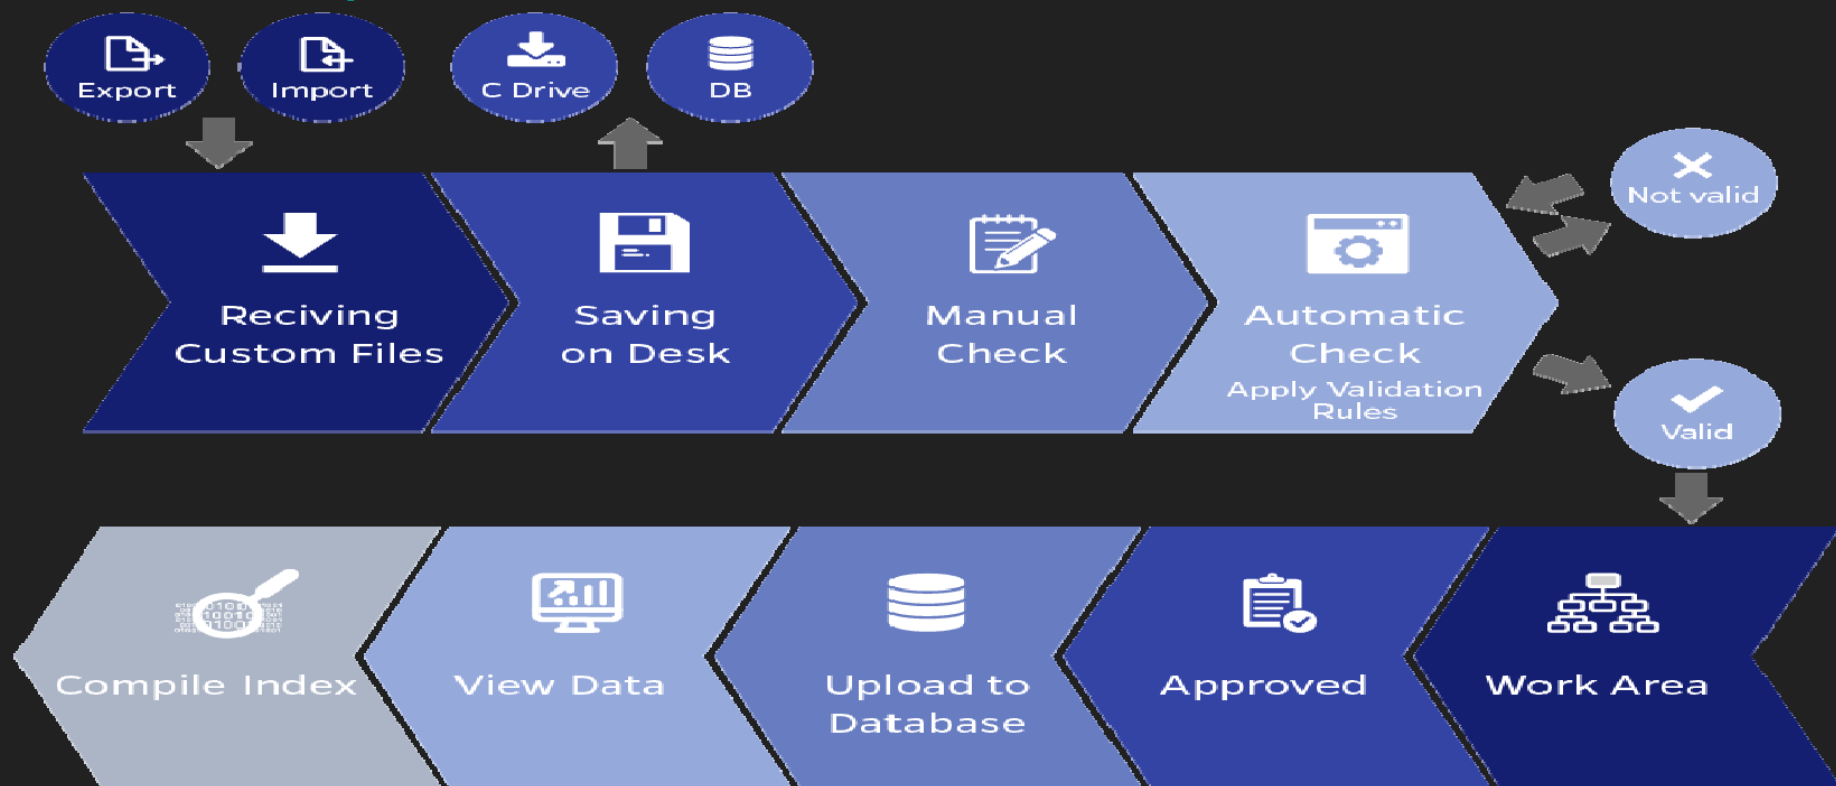 Export
Import
C Drive
DB
Not valid
Reciving
Custom Files
Saving
on Desk
Manual
Check
Automatic
Check
Apply Validation
Rules
Valid
Compile Index
View Data
Upload to
Database
Approved
Work Area